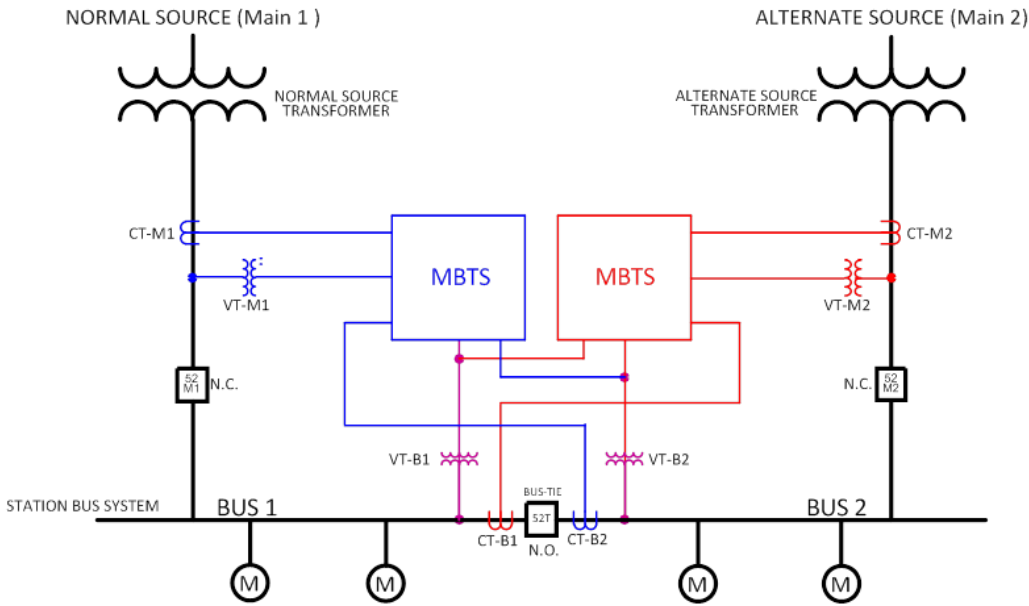 NORMAL SOURCE (Main 1 )
ALTERNATE SOURCE (Main 2)
NORMAL SOURCE
TRANSFORMER
ALTERNATE SOURCE
TRANSFORMER
CT-M1
MBTS
MBTS
CT-M2
VT-M1
VT-M2
52
M1
N.C.
N.C.
52
M2
VT-B1
VT-B2
STATION BUS SYSTEM
BUS 1
BUS-TIE
BUS 2
52T
CT-B1
CT-B2
N.O.
M
M
M
M